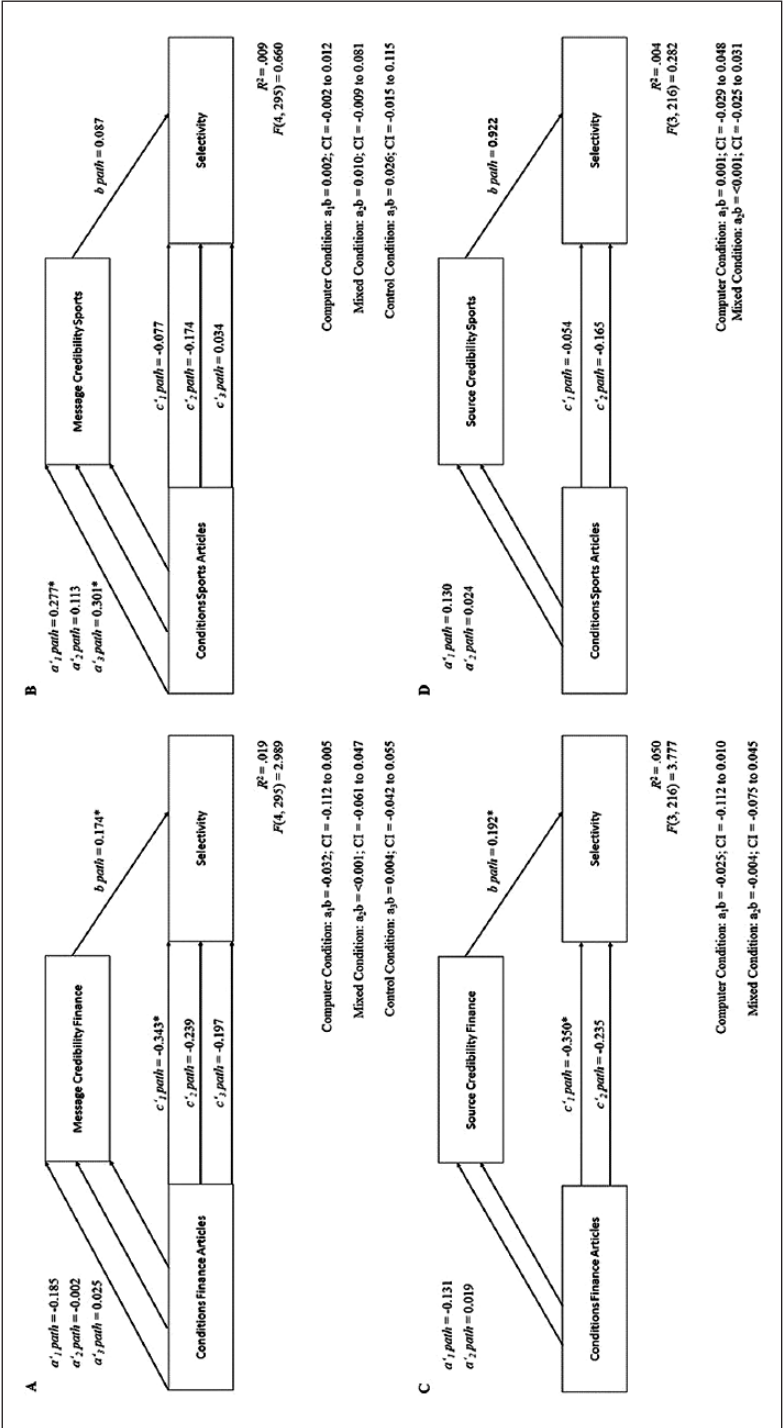 A
a'1 path = -0.185
a'2 path = -0.002
a'3 path = 0.025
Message Credibility Finance
b path = 0.174*
Conditions Finance Articles
c'1 path = -0.343*
c'2 path = -0.239
c'3 path = -0.197
Selectivity
R² = .019
F(4, 295) = 2.989
Computer Condition: a1b = -0.032; CI = -0.112 to 0.005
Mixed Condition: a2b = <0.001; CI = -0.061 to 0.047
Control Condition: a3b = 0.004; CI = -0.042 to 0.055
B
a'1 path = 0.277*
a'2 path = 0.113
a'3 path = 0.301*
Message Credibility Sports
b path = 0.087
Conditions Sports Articles
c'1 path = -0.077
c'2 path = -0.174
c'3 path = 0.034
Selectivity
R² = .009
F(4, 295) = 0.660
Computer Condition: a1b = 0.002; CI = -0.002 to 0.012
Mixed Condition: a2b = 0.010; CI = -0.009 to 0.081
Control Condition: a3b = 0.026; CI = -0.015 to 0.115
C
a'1 path = -0.131
a'2 path = 0.019
Source Credibility Finance
b path = 0.192*
Conditions Finance Articles
c'1 path = -0.350*
c'2 path = -0.235
Selectivity
R² = .050
F(3, 216) = 3.777
Computer Condition: a1b = -0.025; CI = -0.112 to 0.010
Mixed Condition: a2b = -0.004; CI = -0.075 to 0.045
D
a'1 path = 0.130
a'2 path = 0.024
Source Credibility Sports
b path = 0.922
Conditions Sports Articles
c'1 path = -0.054
c'2 path = -0.165
Selectivity
R² = .004
F(3, 216) = 0.282
Computer Condition: a1b = 0.001; CI = -0.029 to 0.048
Mixed Condition: a2b = <0.001; CI = -0.025 to 0.031